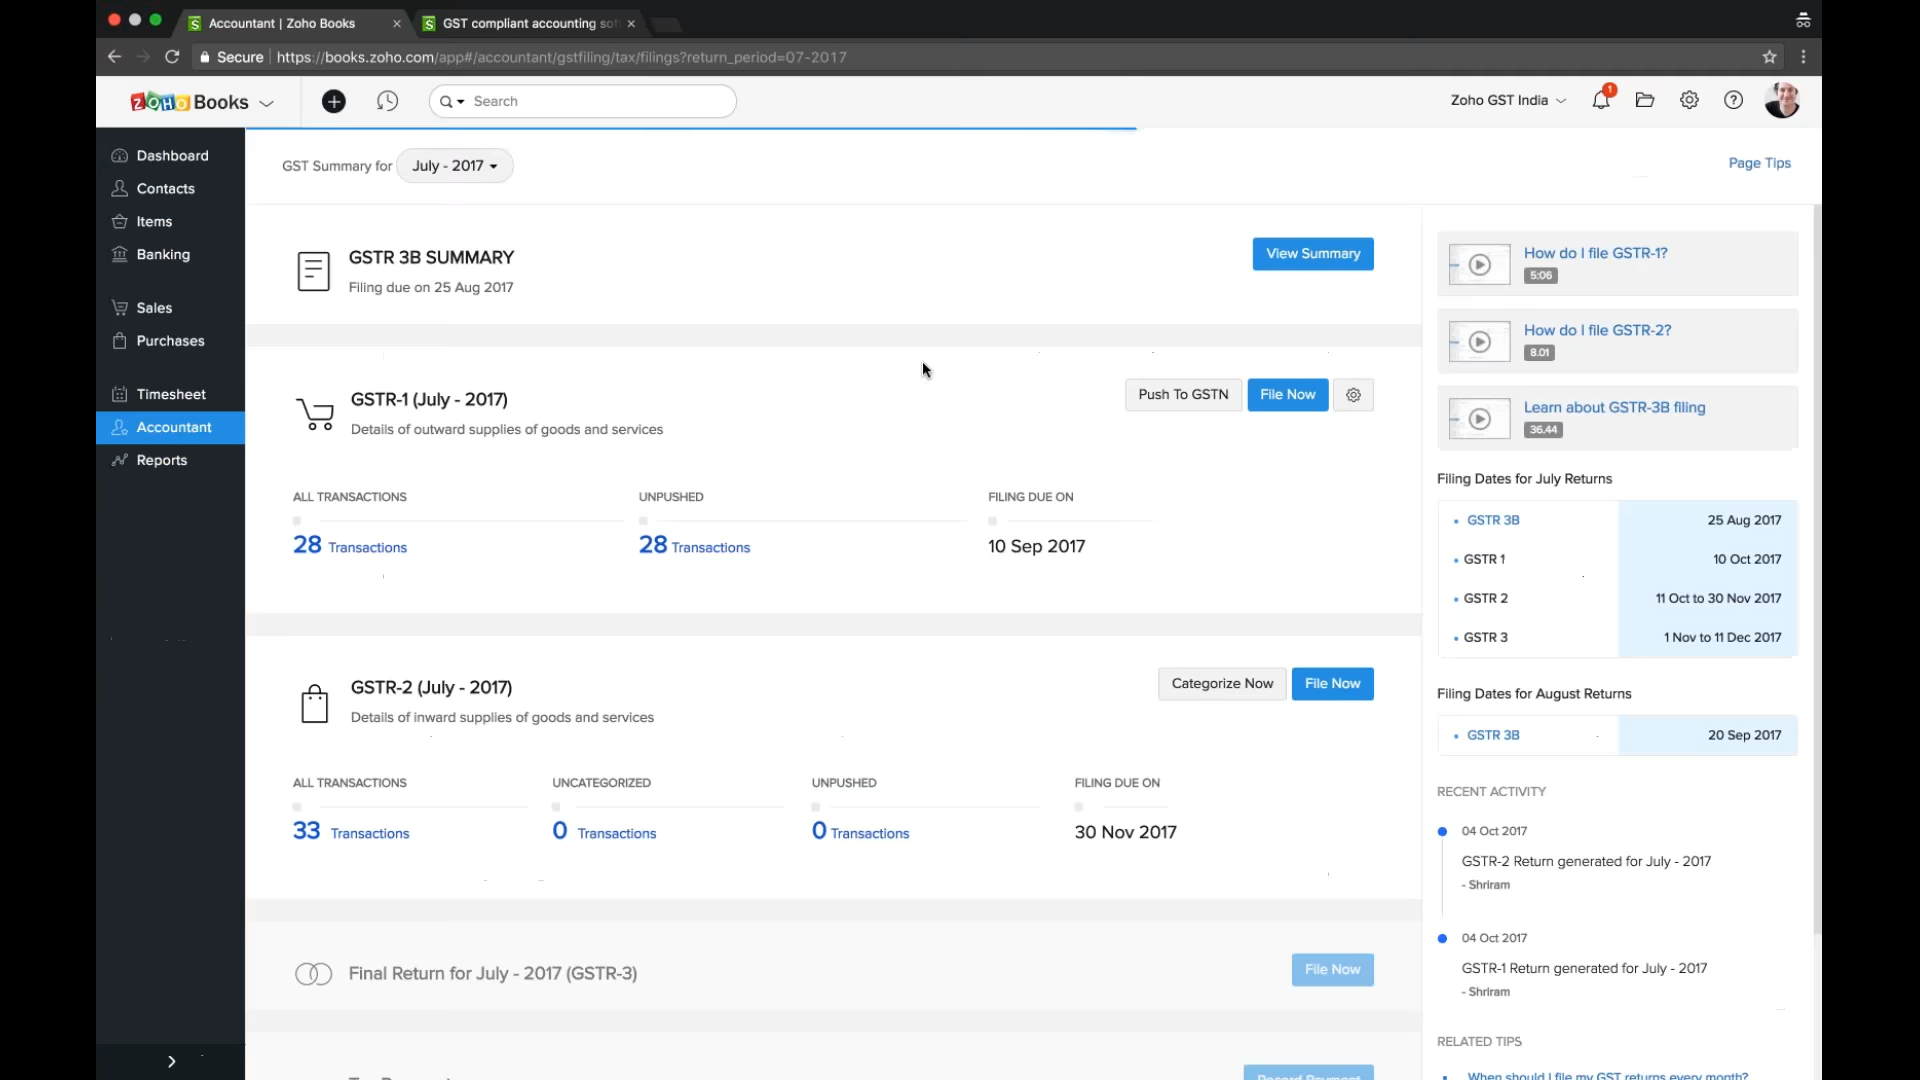 Accountant | Zoho Books
GST compliant accounting sof
Secure
https://books.zoho.com/app#/accountant/gstfiling/tax/filings?return_period=07-2017
ZOHO Books
Search
Zoho GST India
1
Dashboard
Contacts
Items
Banking
Sales
Purchases
Timesheet
Accountant
Reports
GST Summary for July - 2017
Page Tips
GSTR 3B SUMMARY
Filing due on 25 Aug 2017
View Summary
GSTR-1 (July - 2017)
Details of outward supplies of goods and services
Push To GSTN
File Now
ALL TRANSACTIONS
UNPUSHED
FILING DUE ON
28 Transactions
28 Transactions
10 Sep 2017
GSTR-2 (July - 2017)
Details of inward supplies of goods and services
Categorize Now
File Now
ALL TRANSACTIONS
UNCATEGORIZED
UNPUSHED
FILING DUE ON
33 Transactions
0 Transactions
0 Transactions
30 Nov 2017
Final Return for July - 2017 (GSTR-3)
File Now
Record Payment
How do I file GSTR-1?
5:06
How do I file GSTR-2?
8.01
Learn about GSTR-3B filing
36.44
Filing Dates for July Returns
GSTR 3B 25 Aug 2017
GSTR 1 10 Oct 2017
GSTR 2 11 Oct to 30 Nov 2017
GSTR 3 1 Nov to 11 Dec 2017
Filing Dates for August Returns
GSTR 3B 20 Sep 2017
RECENT ACTIVITY
04 Oct 2017
GSTR-2 Return generated for July - 2017
- Shriram
04 Oct 2017
GSTR-1 Return generated for July - 2017
- Shriram
RELATED TIPS
When should I file my GST returns every month?